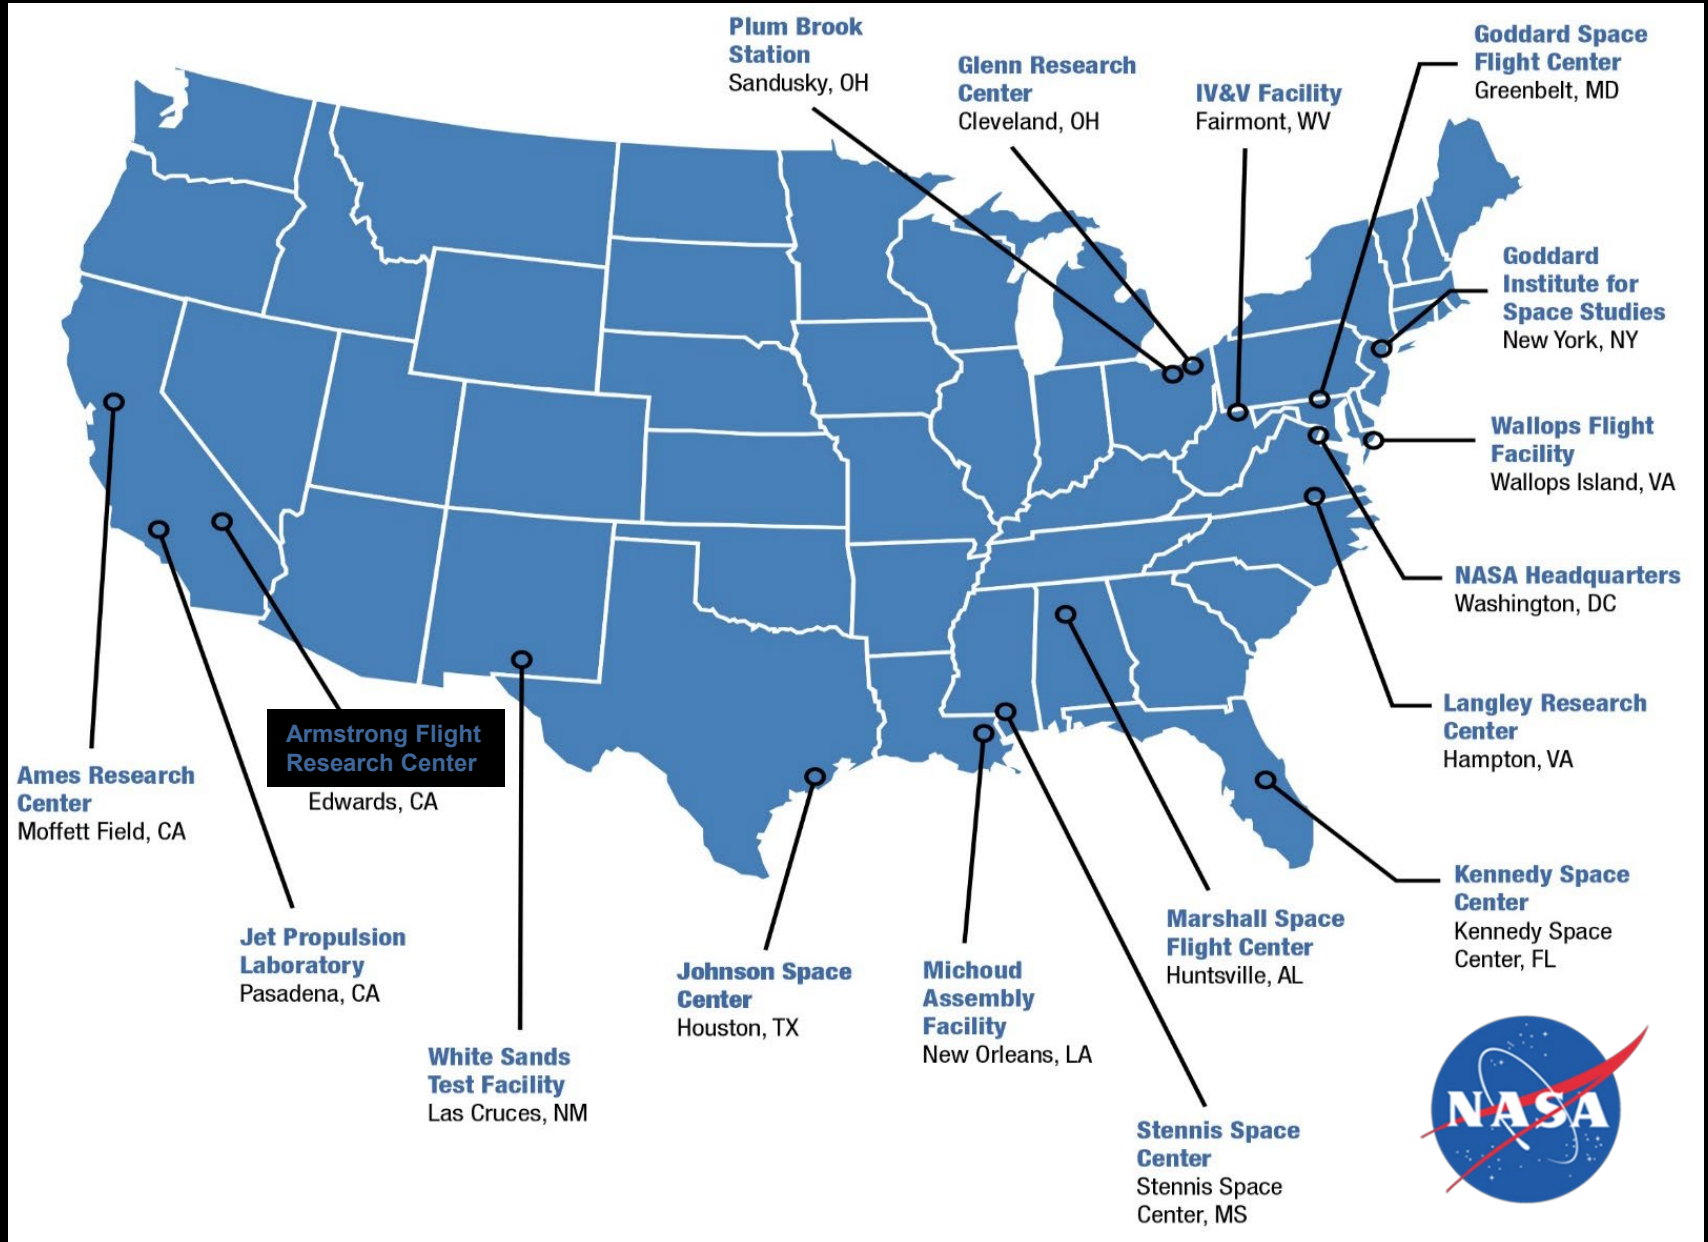 Plum Brook
Station
Sandusky, OH
Glenn Research
Center
Cleveland, OH
IV&V Facility
Fairmont, WV
Goddard Space
Flight Center
Greenbelt, MD
Goddard
Institute for
Space Studies
New York, NY
Wallops Flight
Facility
Wallops Island, VA
NASA Headquarters
Washington, DC
Langley Research
Center
Hampton, VA
Kennedy Space
Center
Kennedy Space
Center, FL
Ames Research
Center
Moffett Field, CA
Armstrong Flight
Research Center
Edwards, CA
Jet Propulsion
Laboratory
Pasadena, CA
White Sands
Test Facility
Las Cruces, NM
Johnson Space
Center
Houston, TX
Michoud
Assembly
Facility
New Orleans, LA
Marshall Space
Flight Center
Huntsville, AL
Stennis Space
Center
Stennis Space
Center, MS
NASA